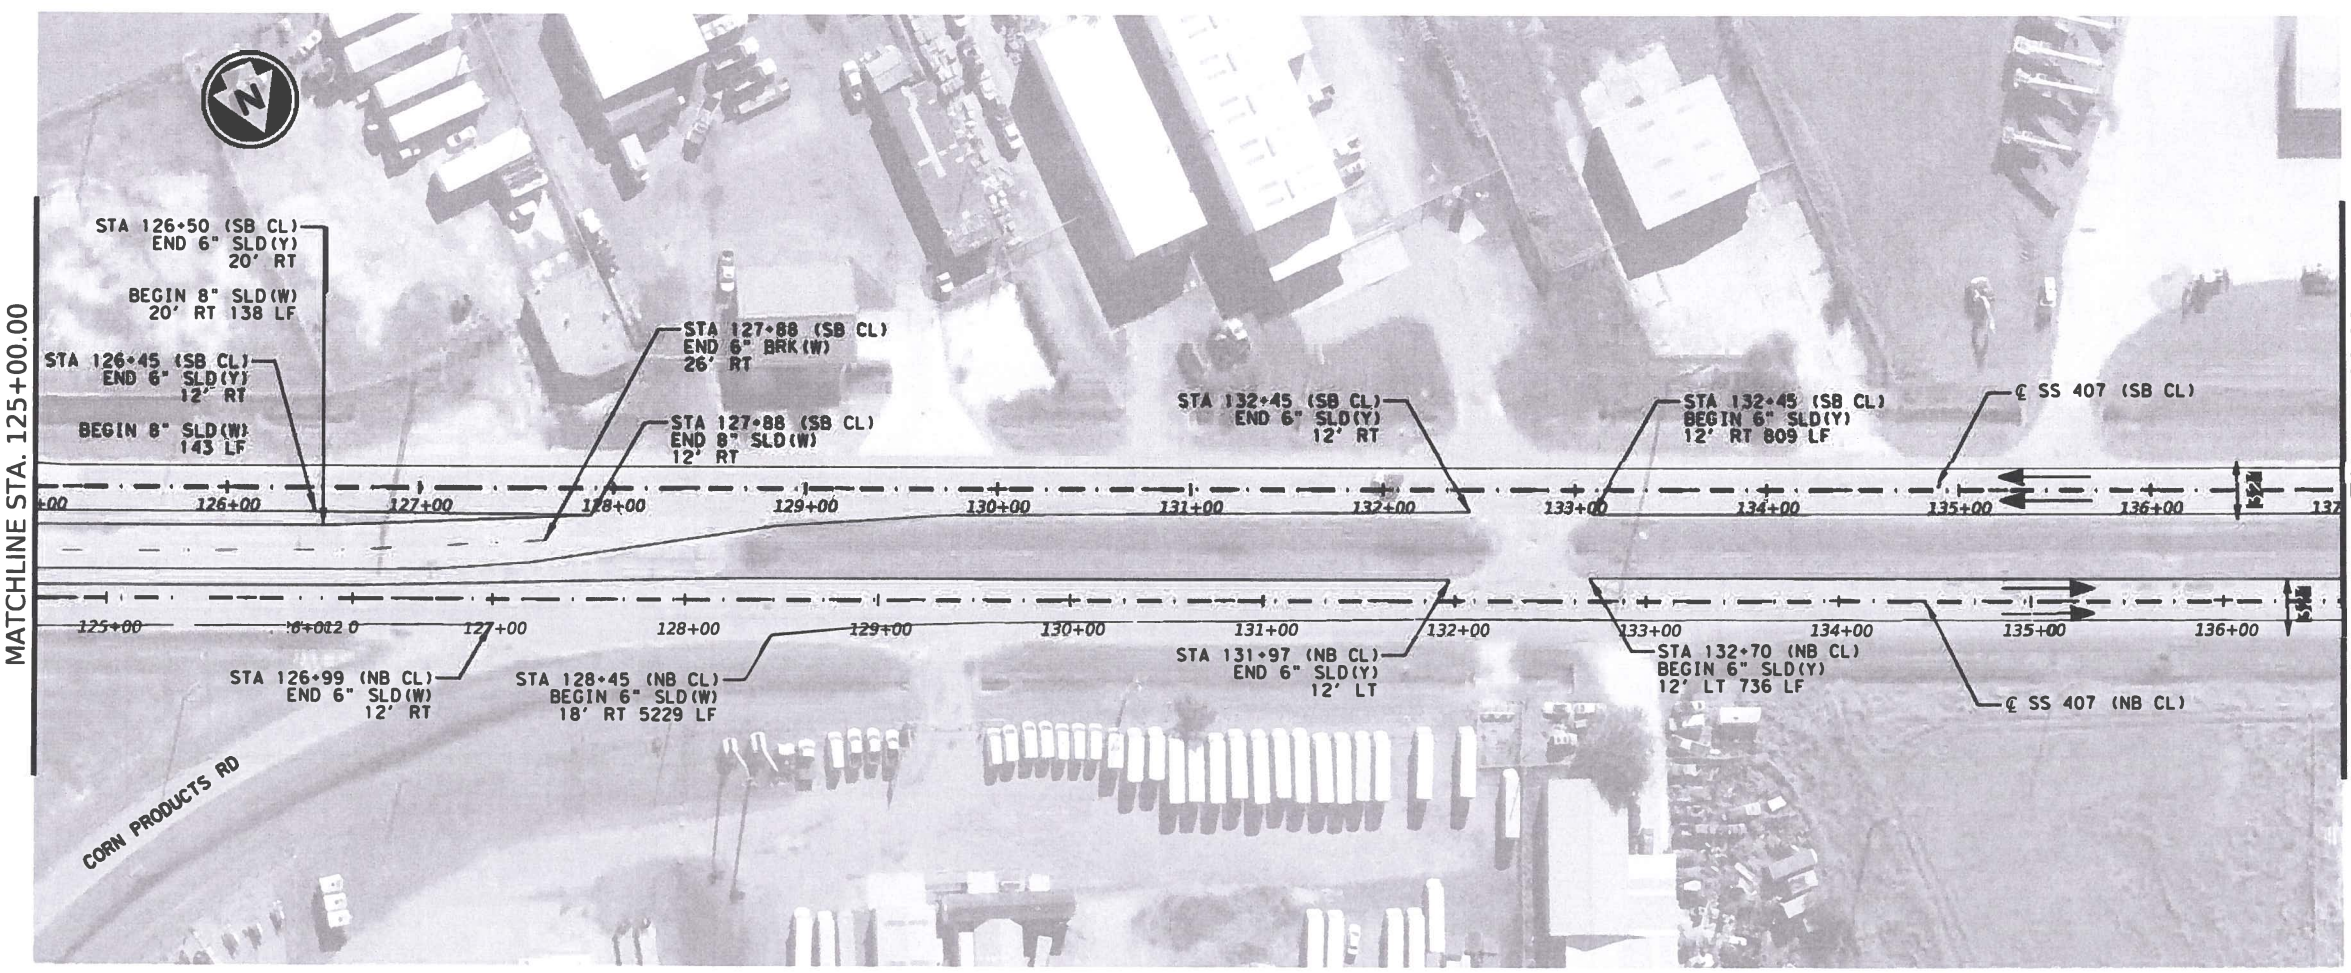 N
MATCHLINE STA. 125+00.00
STA 126+50 (SB CL)
END 6" SLD(Y)
20' RT
BEGIN 8" SLD(W)
20' RT 138 LF
STA 126+45 (SB CL)
END 6" SLD(Y)
12' RT
BEGIN 8" SLD(W)
143 LF
STA 127+88 (SB CL)
END 6" BRK(W)
26' RT
STA 127+88 (SB CL)
END 8" SLD(W)
12' RT
STA 132+45 (SB CL)
END 6" SLD(Y)
12' RT
STA 132+45 (SB CL)
BEGIN 6" SLD(Y)
12' RT 809 LF
℄ SS 407 (SB CL)
+00 126+00 127+00 128+00 129+00 130+00 131+00 132+00 133+00 134+00 135+00 136+00 137
125+00 127+00 128+00 129+00 130+00 131+00 132+00 133+00 134+00 135+00 136+00
STA 126+99 (NB CL)
END 6" SLD(W)
12' RT
STA 128+45 (NB CL)
BEGIN 6" SLD(W)
18' RT 5229 LF
STA 131+97 (NB CL)
END 6" SLD(Y)
12' LT
STA 132+70 (NB CL)
BEGIN 6" SLD(Y)
12' LT 736 LF
℄ SS 407 (NB CL)
CORN PRODUCTS RD